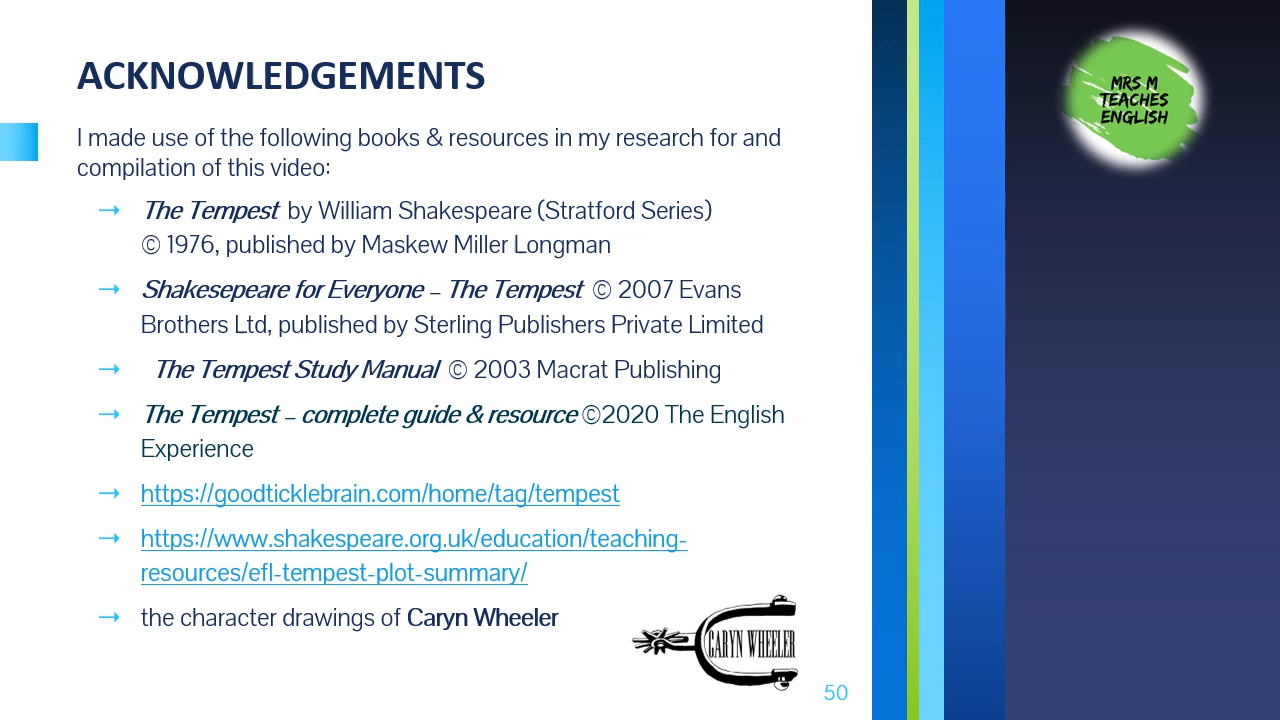 ACKNOWLEDGEMENTS
I made use of the following books & resources in my research for and
compilation of this video:
→ The Tempest by William Shakespeare (Stratford Series)
© 1976, published by Maskew Miller Longman
→ Shakesepeare for Everyone – The Tempest © 2007 Evans
Brothers Ltd, published by Sterling Publishers Private Limited
→ The Tempest Study Manual © 2003 Macrat Publishing
→ The Tempest – complete guide & resource ©2020 The English
Experience
→ https://goodticklebrain.com/home/tag/tempest
→ https://www.shakespeare.org.uk/education/teaching-
resources/efl-tempest-plot-summary/
→ the character drawings of Caryn Wheeler
CARYN WHEELER
50
MRS M
TEACHES
ENGLISH